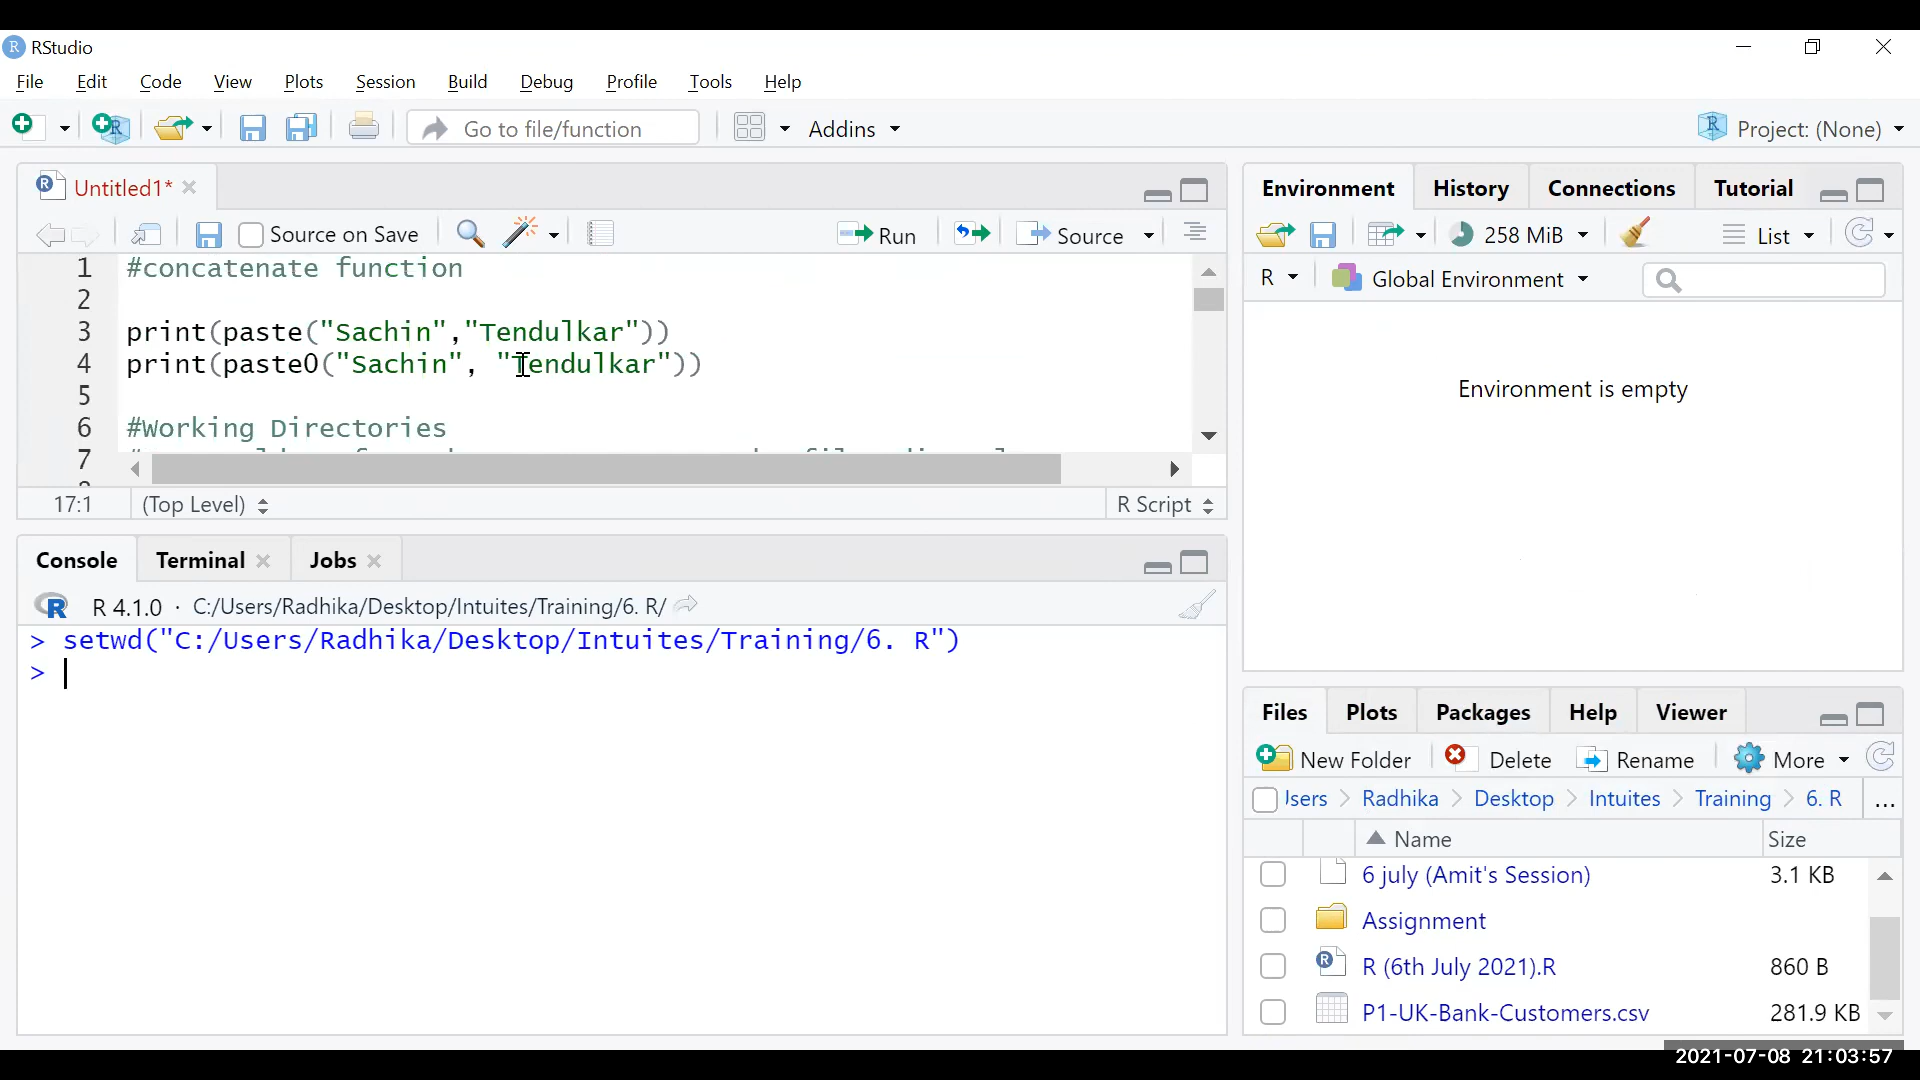 RStudio
File Edit Code View Plots Session Build Debug Profile Tools Help
Go to file/function Addins Project: (None)
Untitled1*
Source on Save Run Source
1 #concatenate function
2
3 print(paste("Sachin","Tendulkar"))
4 print(paste0("Sachin", "Tendulkar"))
5
6 #Working Directories
7
17:1 (Top Level) R Script
Console Terminal Jobs
R 4.1.0 · C:/Users/Radhika/Desktop/Intuites/Training/6. R/
> setwd("C:/Users/Radhika/Desktop/Intuites/Training/6. R")
>
Environment History Connections Tutorial
258 MiB List
R Global Environment
Environment is empty
Files Plots Packages Help Viewer
New Folder Delete Rename More
Radhika Desktop Intuites Training 6. R ...
Name Size
6 july (Amit's Session) 3.1 KB
Assignment
R (6th July 2021).R 860 B
P1-UK-Bank-Customers.csv 281.9 KB
2021-07-08 21:03:57